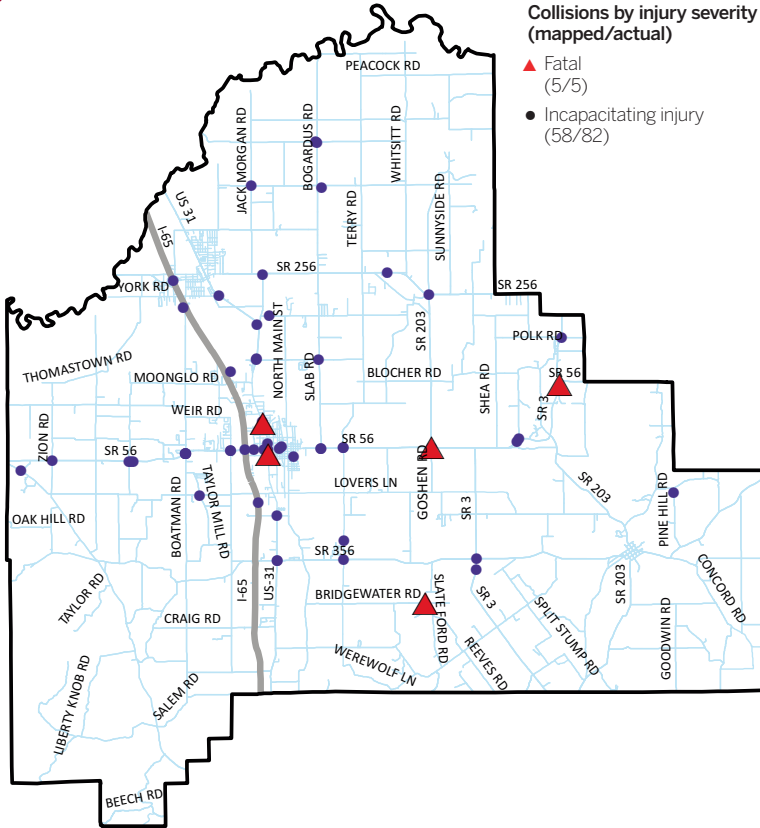 Collisions by injury severity
(mapped/actual)
Fatal
(5/5)
Incapacitating injury
(58/82)
PEACOCK RD
JACK MORGAN RD
BOGARDUS RD
WHITSITT RD
US 31
TERRY RD
SUNNYSIDE RD
I-65
SR 256
YORK RD
SR 256
NORTH MAIN ST
SR 203
POLK RD
THOMASTOWN RD
MOONGLO RD
SLAB RD
BLOCHER RD
SHEA RD
SR 56
SR 3
WEIR RD
ZION RD
SR 56
SR 56
GOSHEN RD
LOVERS LN
SR 203
OAK HILL RD
BOATMAN RD
TAYLOR MILL RD
SR 3
PINE HILL RD
SR 356
TAYLOR RD
I-65
US-31
BRIDGEWATER RD
SLATE FORD RD
SR 3
SPLIT STUMP RD
SR 203
CONCORD RD
CRAIG RD
GOODWIN RD
WEREWOLF LN
REEVES RD
LIBERTY KNOB RD
SALEM RD
BEECH RD